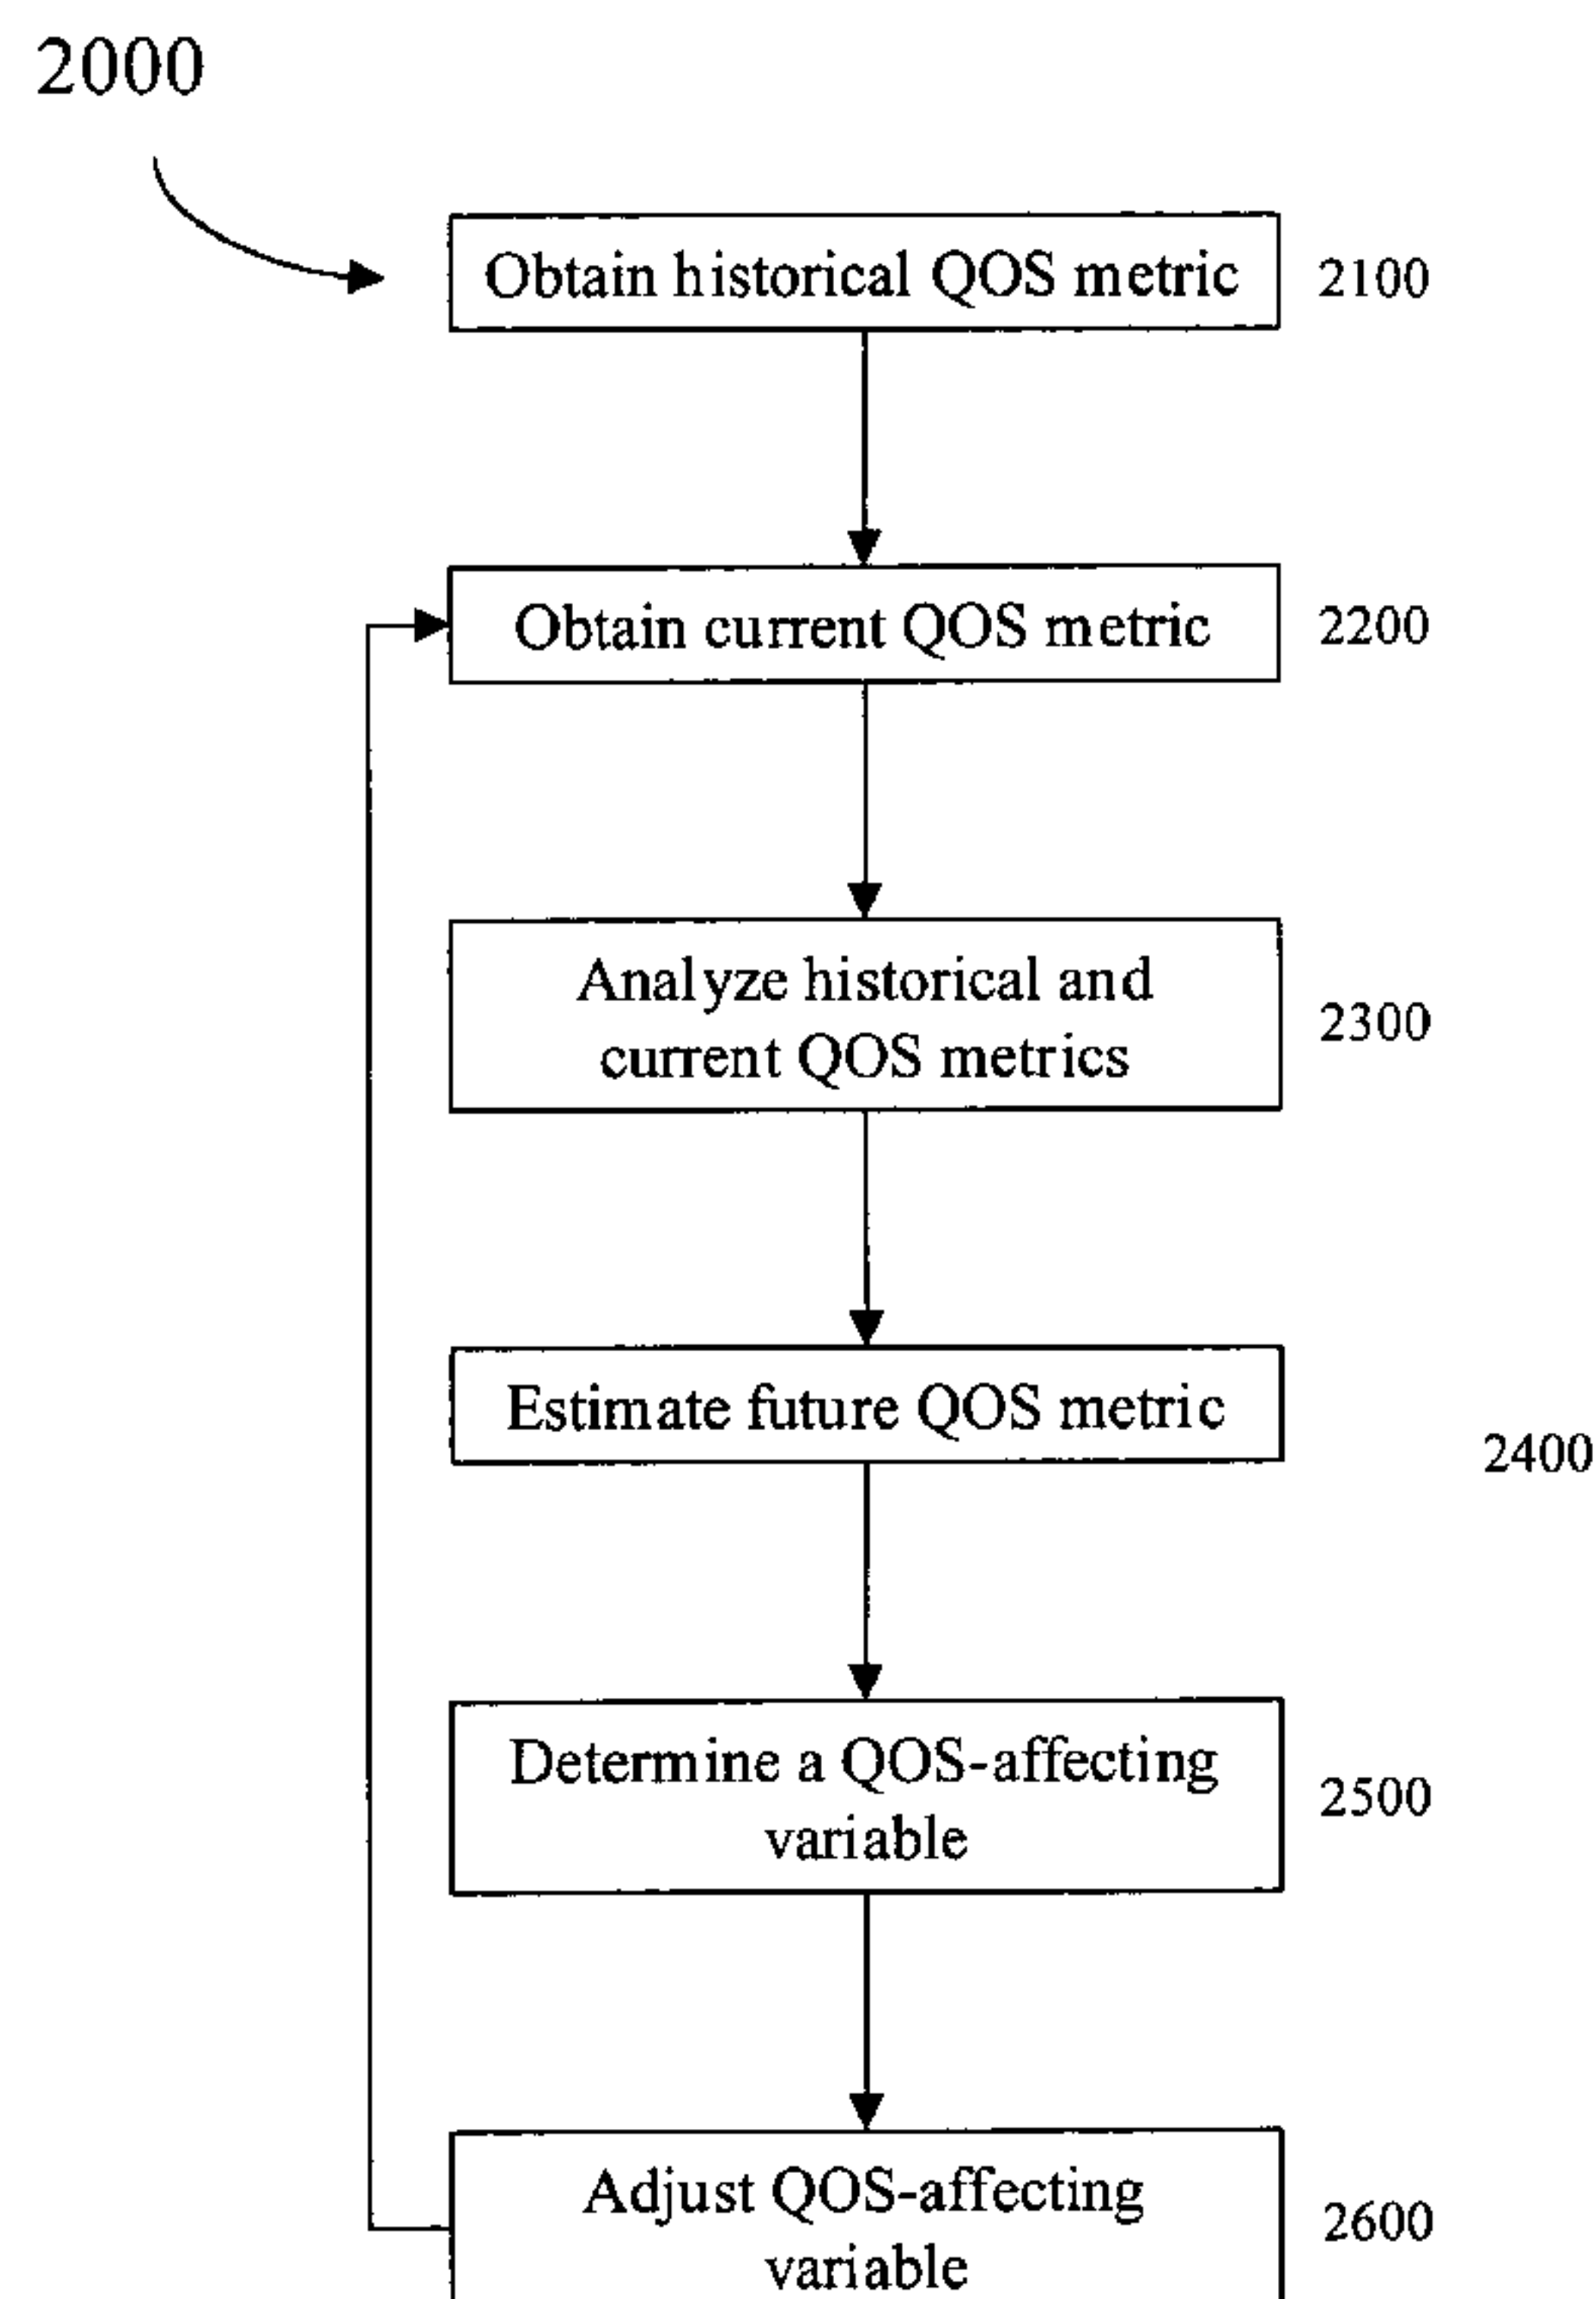 2000
Obtain historical QOS metric
2100
Obtain current QOS metric
2200
Analyze historical and
current QOS metrics
2300
Estimate future QOS metric
2400
Determine a QOS-affecting
variable
2500
Adjust QOS-affecting
variable
2600